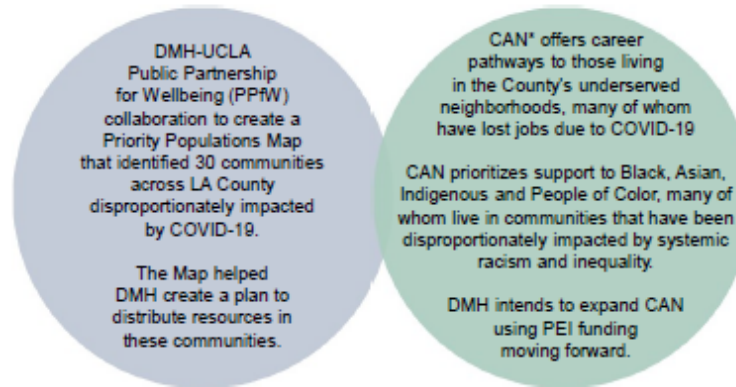 DMH-UCLA
Public Partnership
for Wellbeing (PPfW)
collaboration to create a
Priority Populations Map
that identified 30 communities
across LA County
disproportionately impacted
by COVID-19.
The Map helped
DMH create a plan to
distribute resources in
these communities.
CAN* offers career
pathways to those living
in the County's underserved
neighborhoods, many of whom
have lost jobs due to COVID-19
CAN prioritizes support to Black, Asian,
Indigenous and People of Color, many of
whom live in communities that have been
disproportionately impacted by systemic
racism and inequality.
DMH intends to expand CAN
using PEI funding
moving forward.